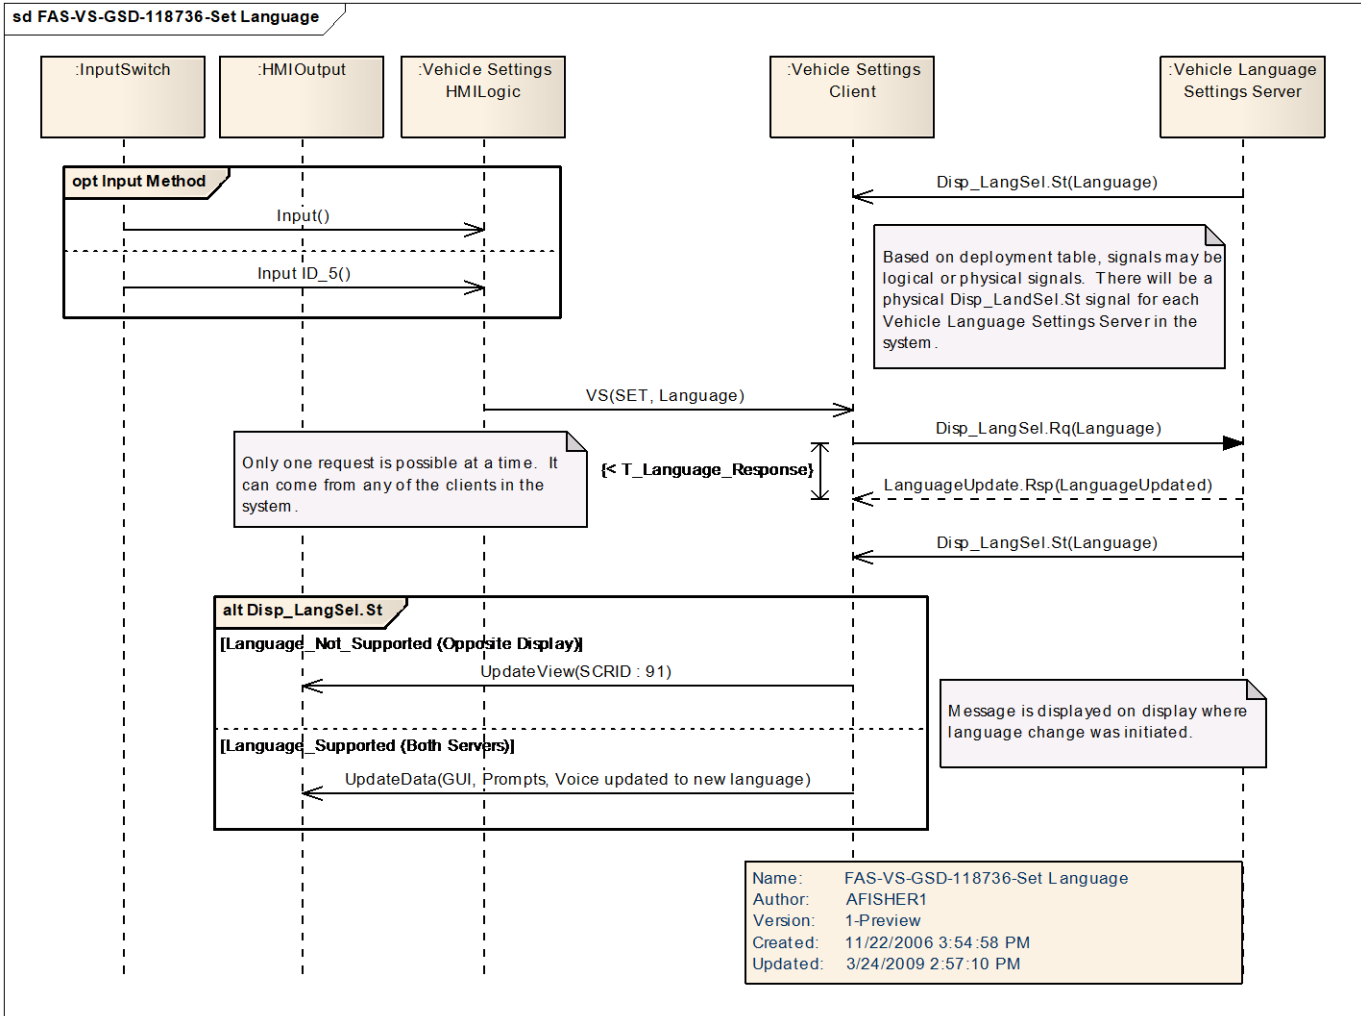 sd FAS-VS-GSD-118736-Set Language
:InputSwitch
:HMIOutput
:Vehicle Settings
HMILogic
:Vehicle Settings
Client
:Vehicle Language
Settings Server
opt Input Method
Disp_LangSel.St(Language)
Input()
Based on deployment table, signals may be
logical or physical signals. There will be a
physical Disp_LandSel.St signal for each
Vehicle Language Settings Server in the
system.
Input ID_5()
VS(SET, Language)
Disp_LangSel.Rq(Language)
Only one request is possible at a time. It
can come from any of the clients in the
system.
{< T_Language_Response}
LanguageUpdate.Rsp(LanguageUpdated)
Disp_LangSel.St(Language)
alt Disp_LangSel.St
[Language_Not_Supported (Opposite Display)]
UpdateView(SCRID : 91)
Message is displayed on display where
language change was initiated.
[Language_Supported (Both Servers)]
UpdateData(GUI, Prompts, Voice updated to new language)
Name: FAS-VS-GSD-118736-Set Language
Author: AFISHER1
Version: 1-Preview
Created: 11/22/2006 3:54:58 PM
Updated: 3/24/2009 2:57:10 PM